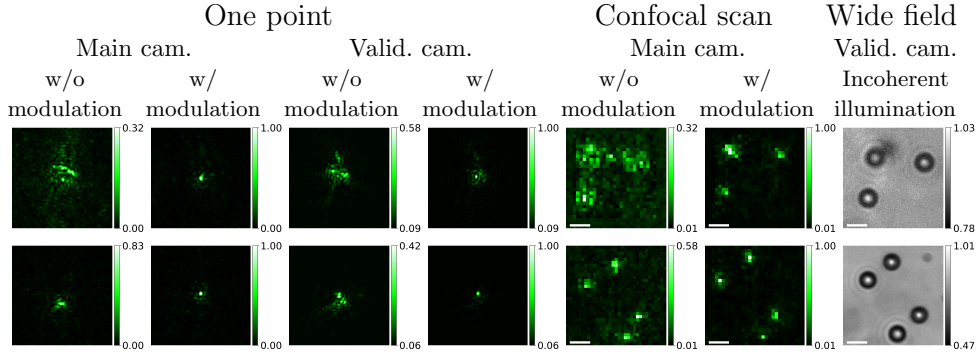 One point Confocal scan Wide field
Main cam. Valid. cam. Main cam. Valid. cam.
w/o w/ w/o w/ w/o w/ Incoherent
modulation modulation modulation modulation modulation modulation illumination
0.32 1.00 0.58 1.00 0.32 1.00 1.03
0.00 0.00 0.09 0.09 0.01 0.01 0.78
0.83 1.00 0.42 1.00 0.58 1.00 1.01
0.00 0.00 0.06 0.06 0.01 0.01 0.47